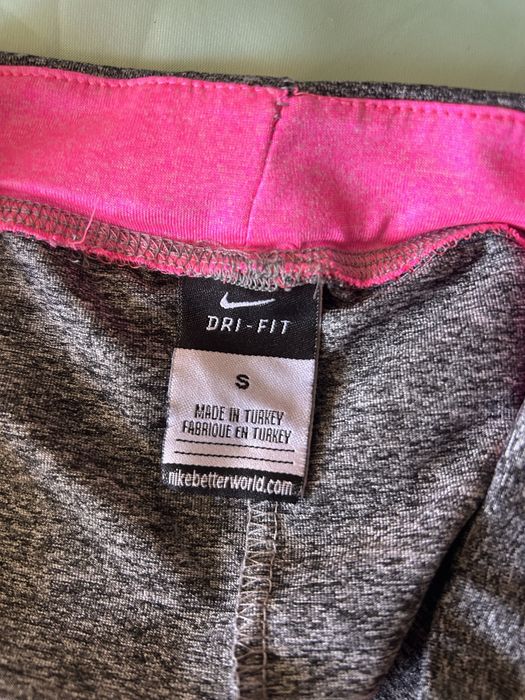 DRI-FIT
S
MADE IN TURKEY
FABRIQUE EN TURKEY
nikebetterworld.com